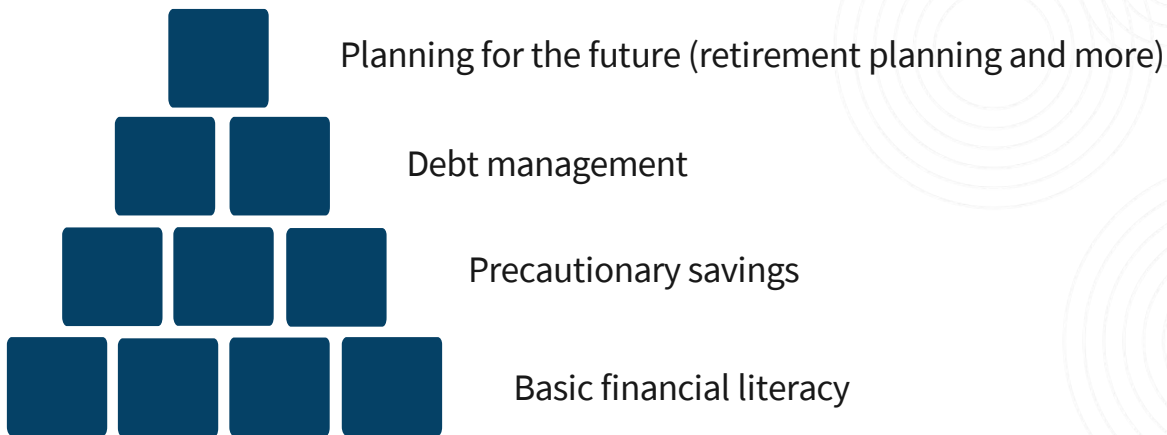 Planning for the future (retirement planning and more)
Debt management
Precautionary savings
Basic financial literacy